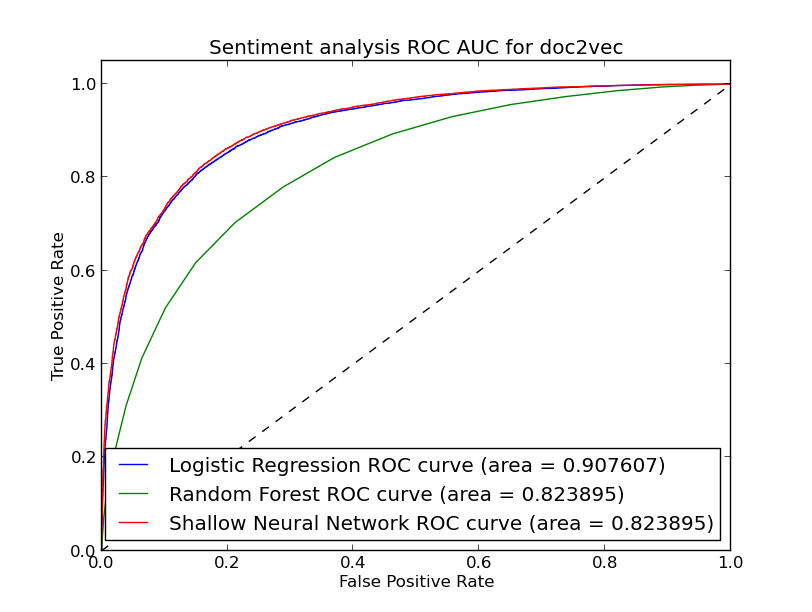 Sentiment analysis ROC AUC for doc2vec
True Positive Rate
1.0
0.8
0.6
0.4
0.2
0.0
Logistic Regression ROC curve (area = 0.907607)
Random Forest ROC curve (area = 0.823895)
Shallow Neural Network ROC curve (area = 0.823895)
0.0 0.2 0.4 0.6 0.8 1.0
False Positive Rate